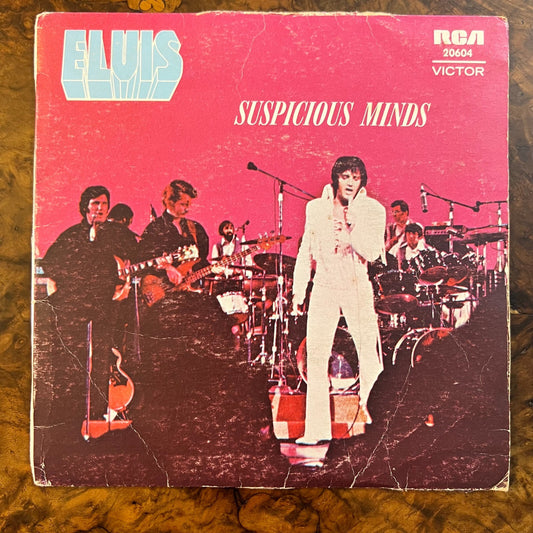 ELVIS
RCA
20604
VICTOR
SUSPICIOUS MINDS